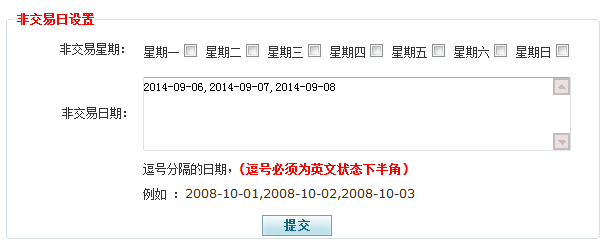 非交易日设置
非交易星期： 星期一 星期二 星期三 星期四 星期五 星期六 星期日
非交易日期： 2014-09-06,2014-09-07,2014-09-08
逗号分隔的日期，（逗号必须为英文状态下半角）
例如 ：2008-10-01,2008-10-02,2008-10-03
提交